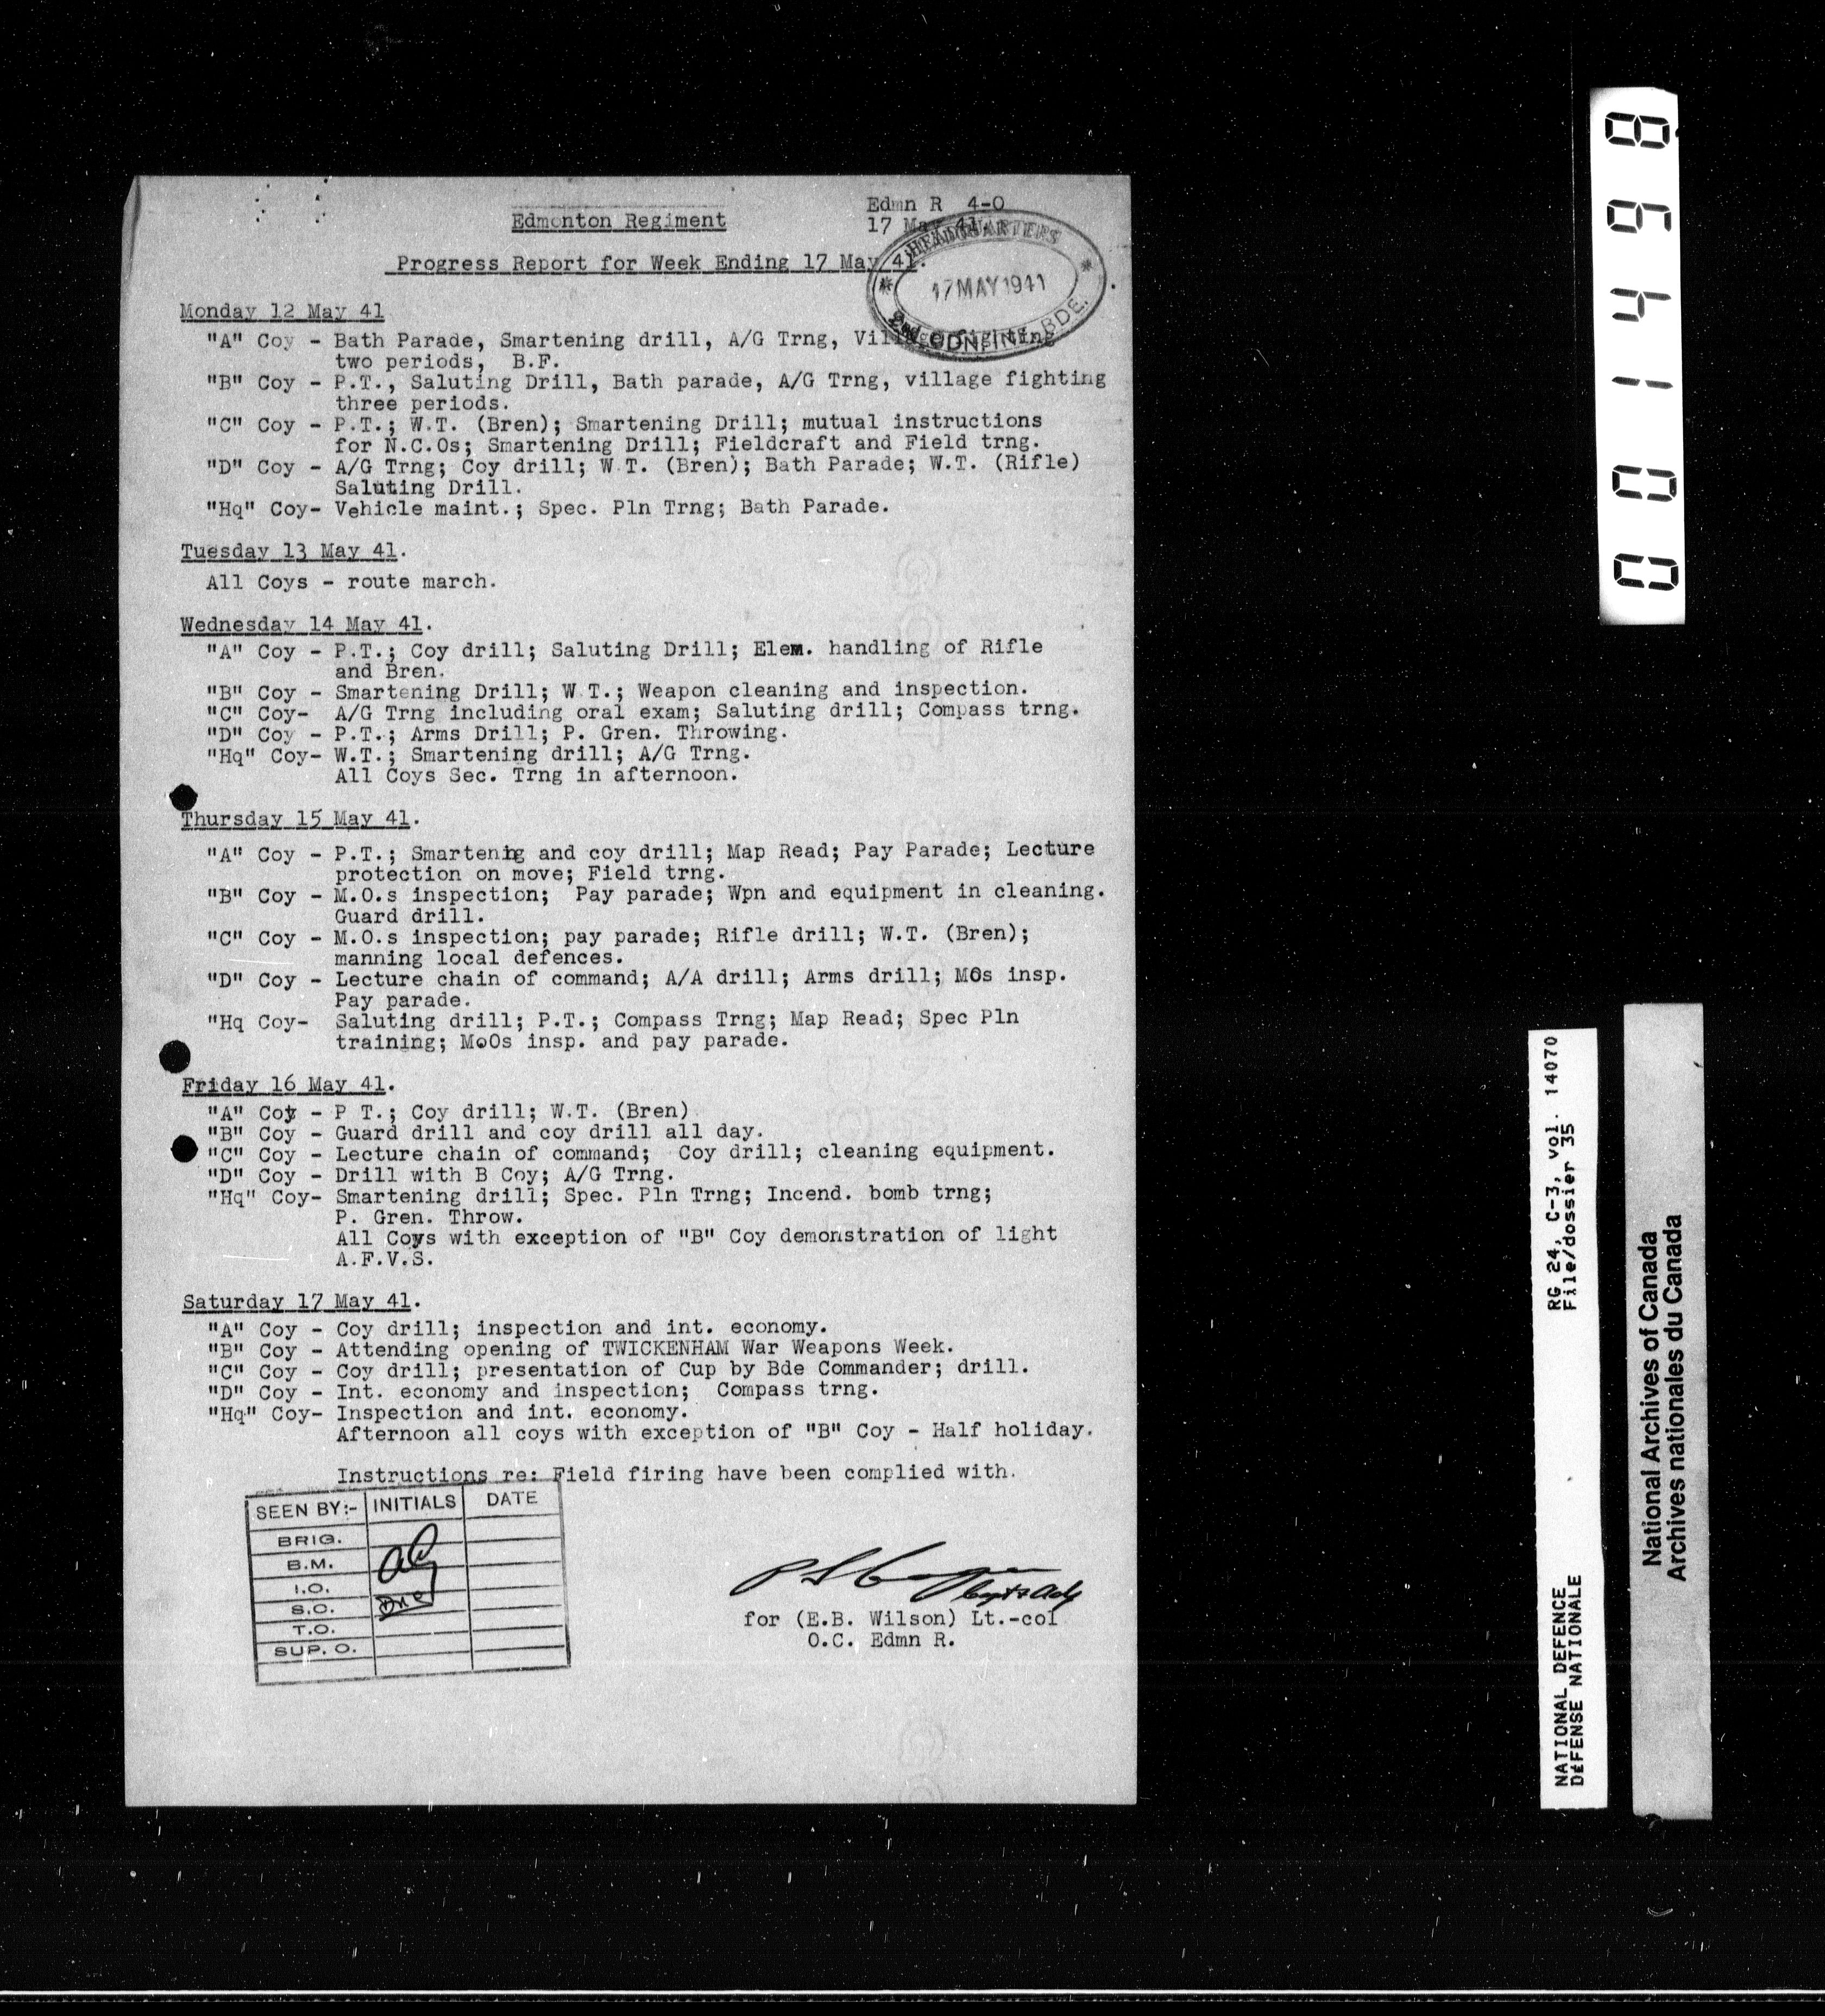 Edmn R 4-O
Edmonton Regiment
17 May 41.
HEADQUARTERS
17 MAY 1941
2nd CDN. INF. BDE.
Progress Report for Week Ending 17 May 41.
Monday 12 May 41
"A" Coy - Bath Parade, Smartening drill, A/G Trng, Village fighting
two periods, B.F.
"B" Coy - P.T., Saluting Drill, Bath parade, A/G Trng, village fighting
three periods.
"C" Coy - P.T.; W.T. (Bren); Smartening Drill; mutual instructions
for N.C.Os; Smartening Drill; Fieldcraft and Field trng.
"D" Coy - A/G Trng; Coy drill; W.T. (Bren); Bath Parade; W.T. (Rifle)
Saluting Drill.
"Hq" Coy- Vehicle maint.; Spec. Pln Trng; Bath Parade.
Tuesday 13 May 41.
All Coys - route march.
Wednesday 14 May 41.
"A" Coy - P.T.; Coy drill; Saluting Drill; Elem. handling of Rifle
and Bren.
"B" Coy - Smartening Drill; W.T.; Weapon cleaning and inspection.
"C" Coy- A/G Trng including oral exam; Saluting drill; Compass trng.
"D" Coy - P.T.; Arms Drill; P. Gren. Throwing.
"Hq" Coy- W.T.; Smartening drill; A/G Trng.
All Coys Sec. Trng in afternoon.
Thursday 15 May 41.
"A" Coy - P.T.; Smartening and coy drill; Map Read; Pay Parade; Lecture
protection on move; Field trng.
"B" Coy - M.O.s inspection; Pay parade; Wpn and equipment in cleaning.
Guard drill.
"C" Coy - M.O.s inspection; pay parade; Rifle drill; W.T. (Bren);
manning local defences.
"D" Coy - Lecture chain of command; A/A drill; Arms drill; MOs insp.
Pay parade.
"Hq Coy- Saluting drill; P.T.; Compass Trng; Map Read; Spec Pln
training; M.Os insp. and pay parade.
Friday 16 May 41.
"A" Coy - P T.; Coy drill; W.T. (Bren)
"B" Coy - Guard drill and coy drill all day.
"C" Coy - Lecture chain of command; Coy drill; cleaning equipment.
"D" Coy - Drill with B Coy; A/G Trng.
"Hq" Coy- Smartening drill; Spec. Pln Trng; Incend. bomb trng;
P. Gren. Throw.
All Coys with exception of "B" Coy demonstration of light
A.F.V.S.
Saturday 17 May 41.
"A" Coy - Coy drill; inspection and int. economy.
"B" Coy - Attending opening of TWICKENHAM War Weapons Week.
"C" Coy - Coy drill; presentation of Cup by Bde Commander; drill.
"D" Coy - Int. economy and inspection; Compass trng.
"Hq" Coy- Inspection and int. economy.
Afternoon all coys with exception of "B" Coy - Half holiday.
Instructions re: Field firing have been complied with.
SEEN BY:- INITIALS DATE
BRIG.
B.M.
I.O.
S.O.
T.O.
SUP. O.
Capt & Adj
for (E.B. Wilson) Lt.-col
O.C. Edmn R.
001498
RG 24, C-3, vol. 14070
File/dossier 35
NATIONAL DEFENCE
DÉFENSE NATIONALE
National Archives of Canada
Archives nationales du Canada